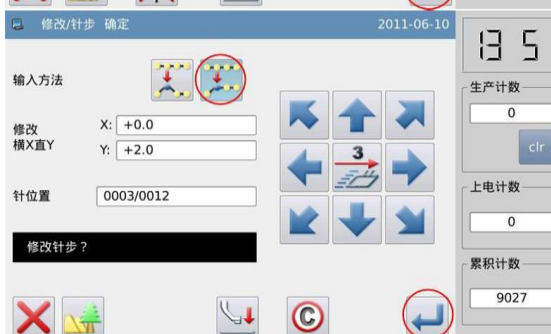 修改/针步 确定 2011-06-10
输入方法
修改
横X直Y
X: +0.0
Y: +2.0
3
针位置 0003/0012
修改针步？
C
135
生产计数
0
clr
上电计数
0
累积计数
9027